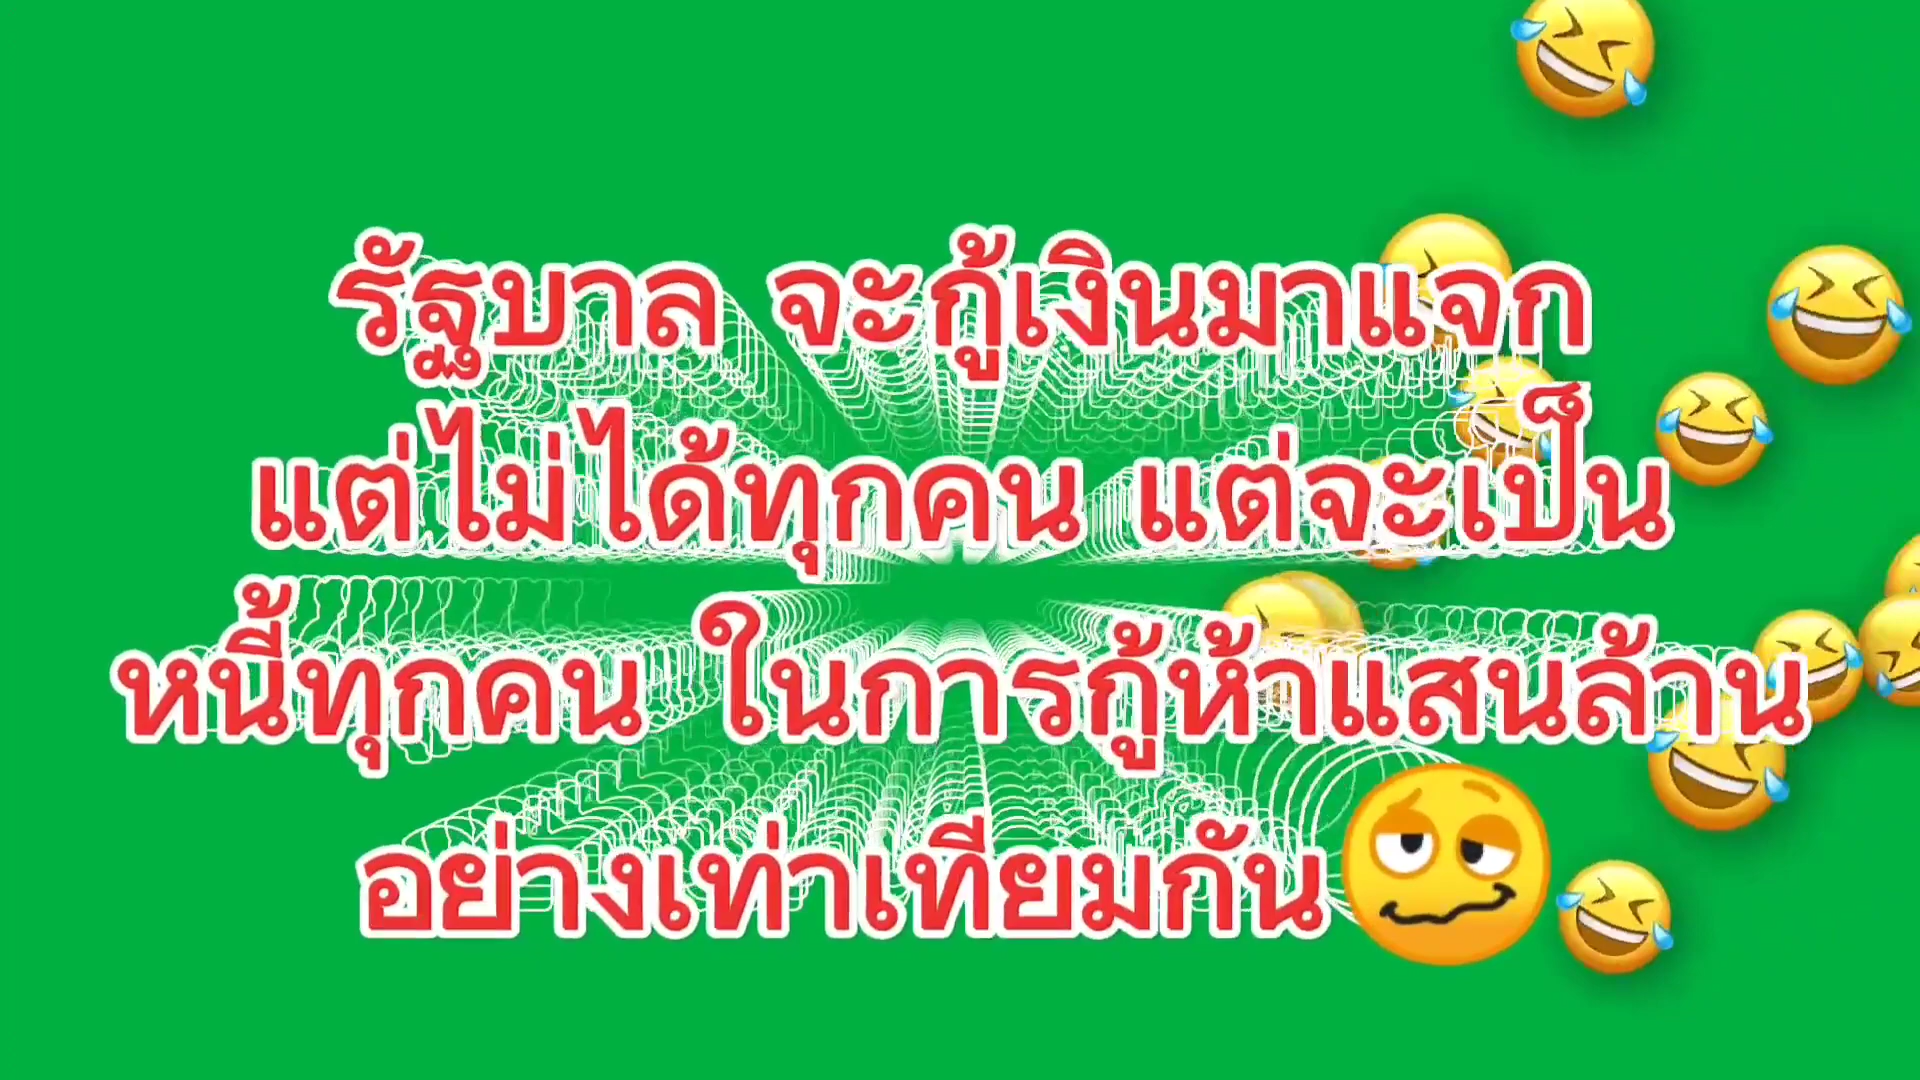 รัฐบาล จะกู้เงินมาแจก
แต่ไม่ได้ทุกคน แต่จะเป็น
หนี้ทุกคน ในการกู้ห้าแสนล้าน
อย่างเท่าเทียมกัน🥴